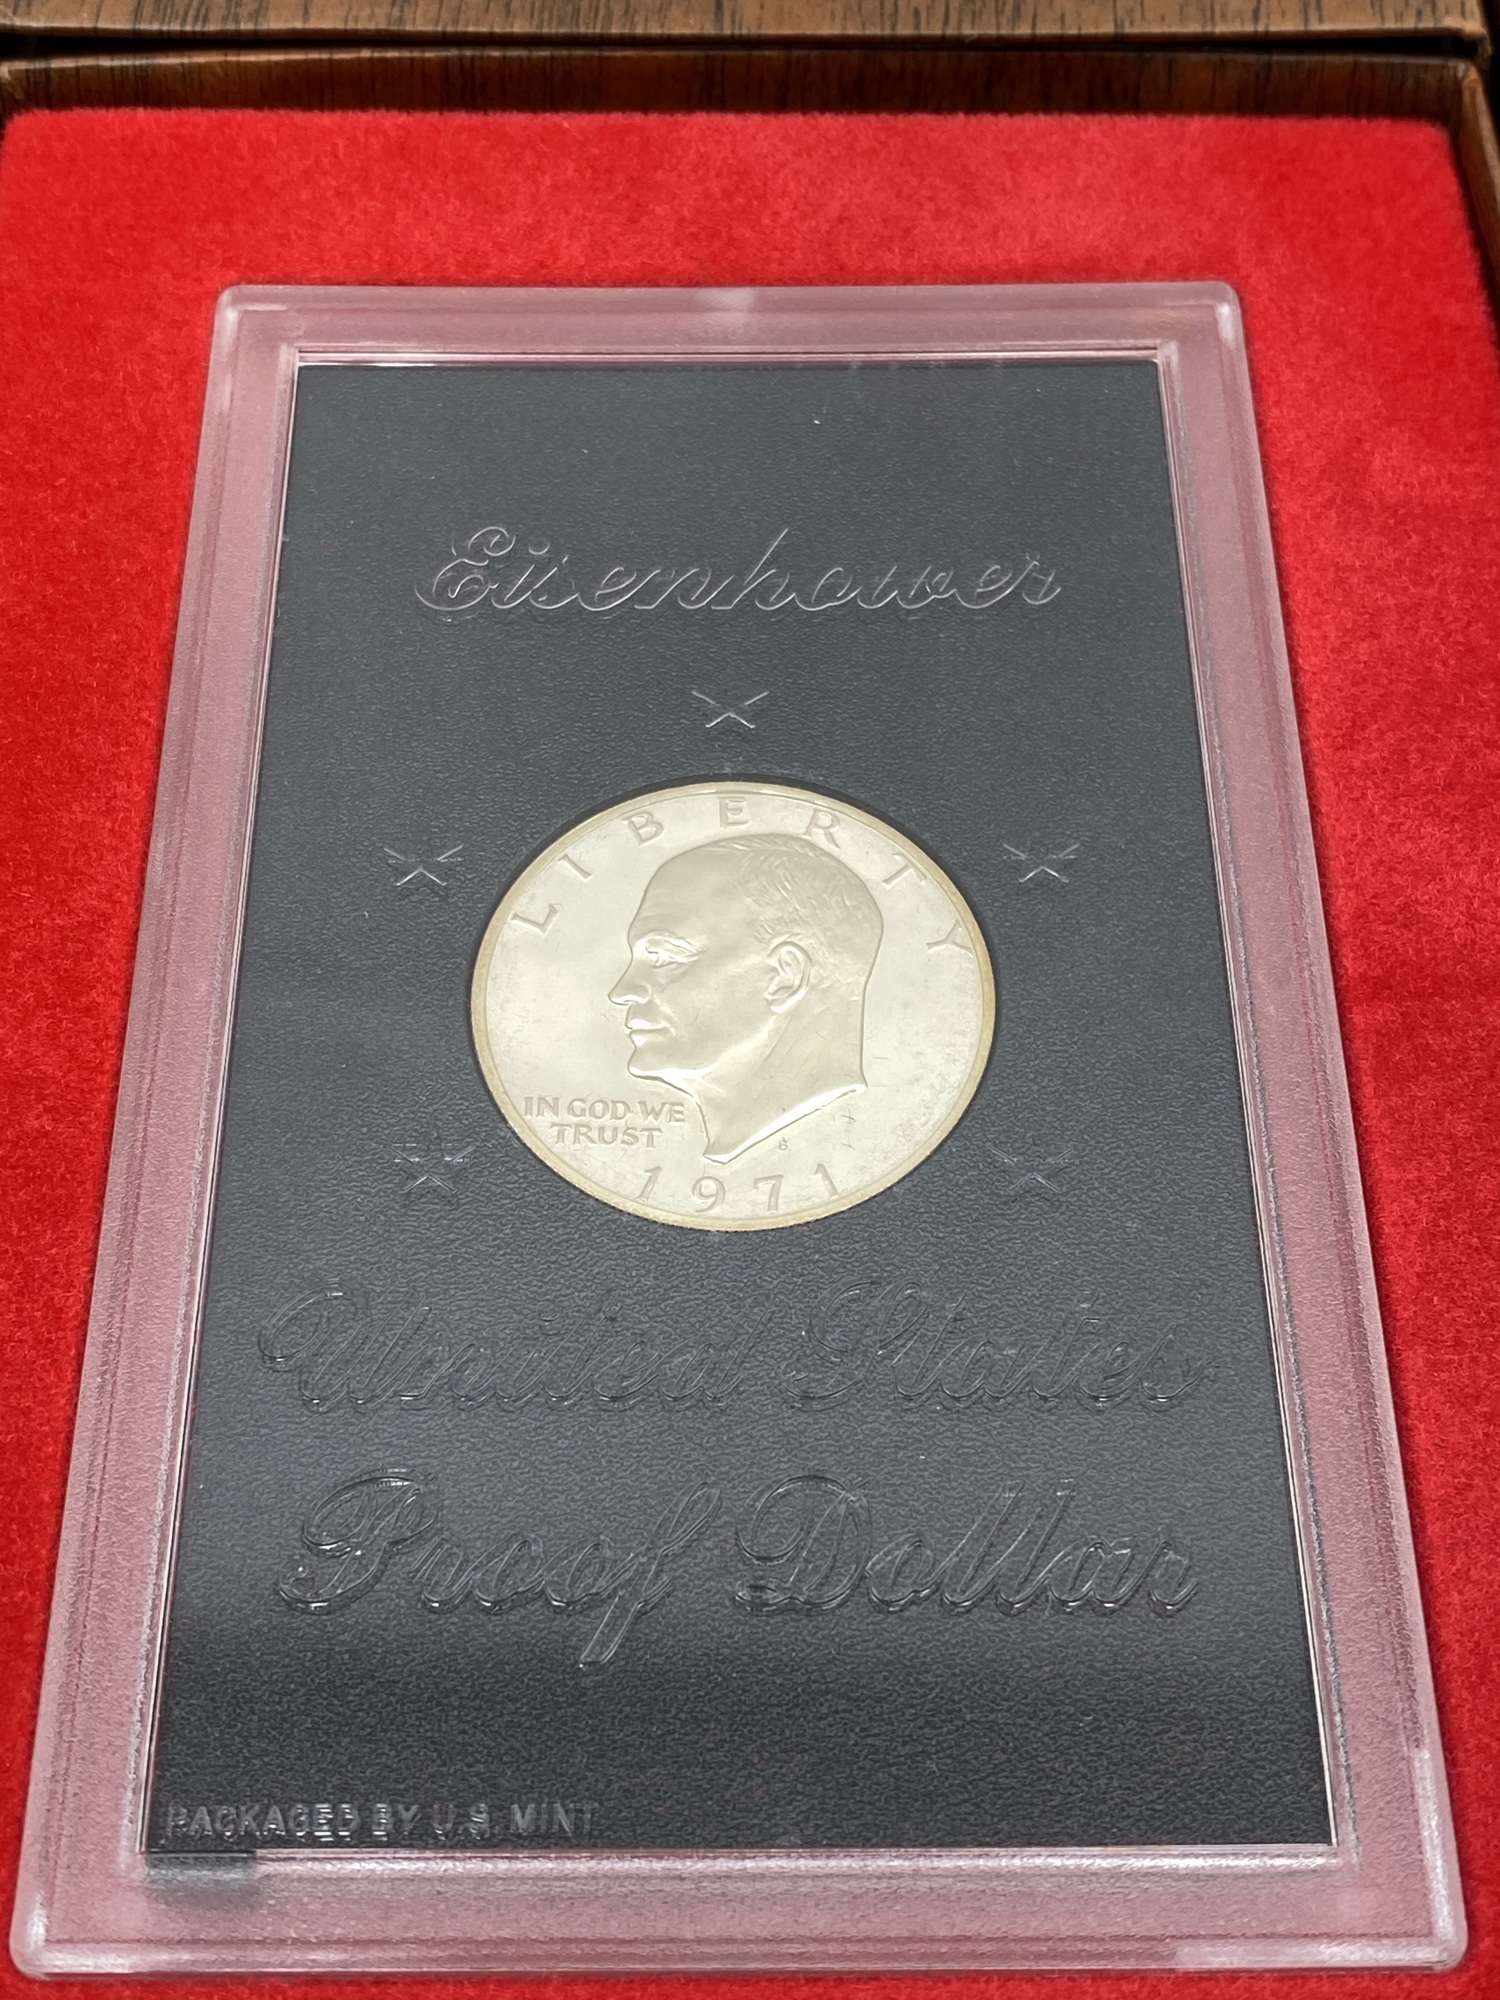 Eisenhower
LIBERTY
IN GOD WE
TRUST
1971
United States
Proof Dollar
PACKAGED BY U.S. MINT